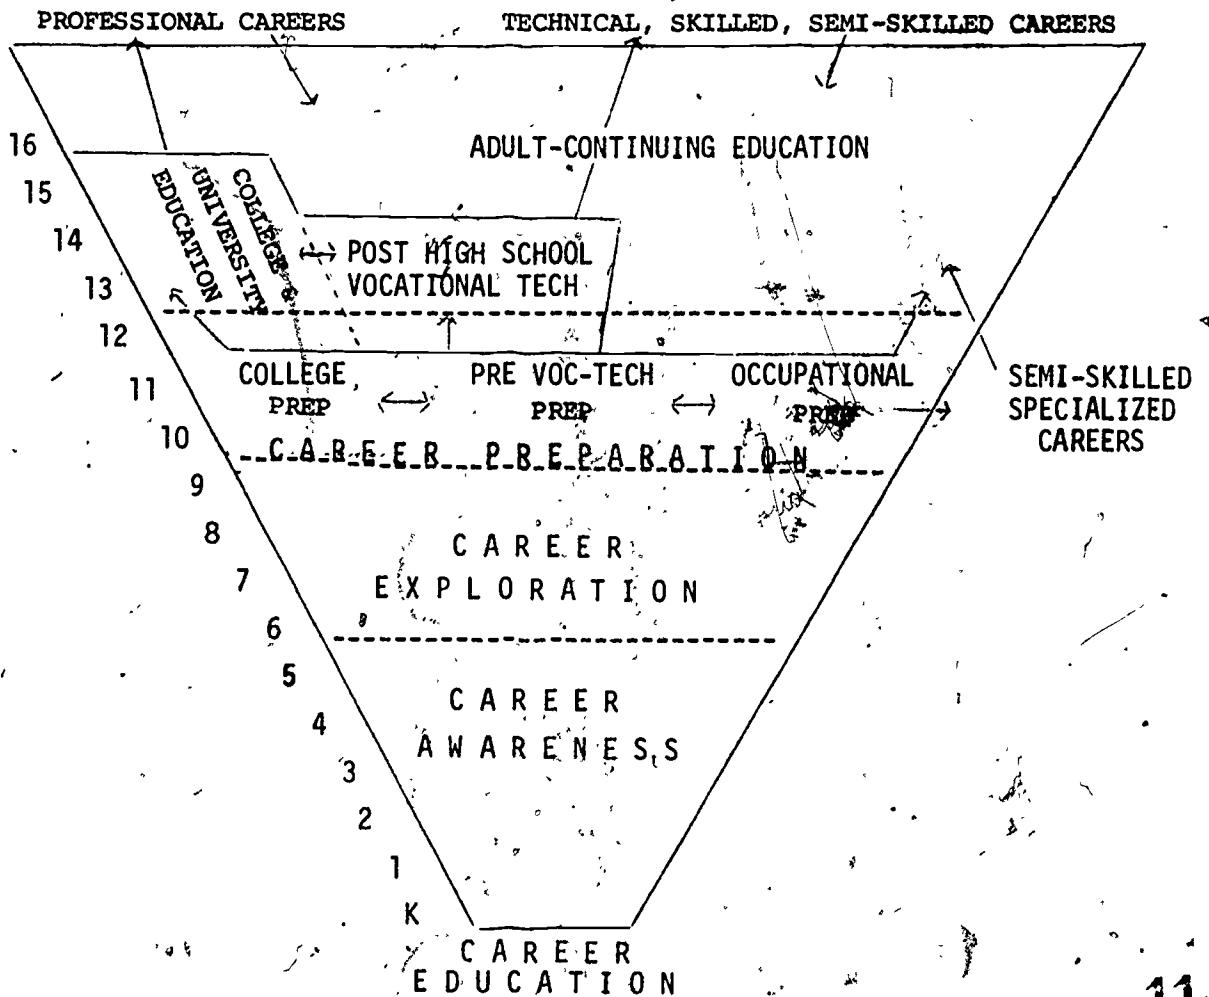 PROFESSIONAL CAREERS
TECHNICAL, SKILLED, SEMI-SKILLED CAREERS
16
ADULT-CONTINUING EDUCATION
15
COLLEGE &
UNIVERSITY
EDUCATION
14
POST HIGH SCHOOL
VOCATIONAL TECH
13
12
COLLEGE
PREP
PRE VOC-TECH
PREP
OCCUPATIONAL
PREP
SEMI-SKILLED
SPECIALIZED
CAREERS
11
10
CAREER PREPARATION
9
8
CAREER
EXPLORATION
7
6
5
CAREER
AWARENESS
4
3
2
1
K
CAREER
EDUCATION
11